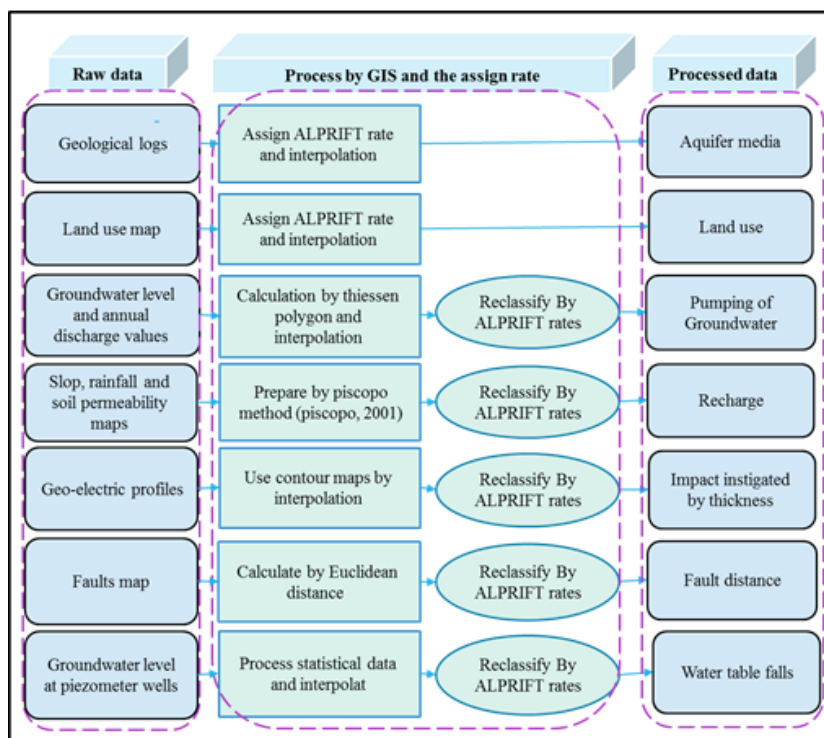 Raw data
Process by GIS and the assign rate
Processed data
Geological logs
Assign ALPRIFT rate
and interpolation
Aquifer media
Land use map
Assign ALPRIFT rate
and interpolation
Land use
Groundwater level
and annual
discharge values
Calculation by thiessen
polygon and
interpolation
Reclassify By
ALPRIFT rates
Pumping of
Groundwater
Slop, rainfall and
soil permeability
maps
Prepare by piscopo
method (piscopo, 2001)
Reclassify By
ALPRIFT rates
Recharge
Geo-electric profiles
Use contour maps by
interpolation
Reclassify By
ALPRIFT rates
Impact instigated
by thickness
Faults map
Calculate by Euclidean
distance
Reclassify By
ALPRIFT rates
Fault distance
Groundwater level
at piezometer wells
Process statistical data
and interpolat
Reclassify By
ALPRIFT rates
Water table falls